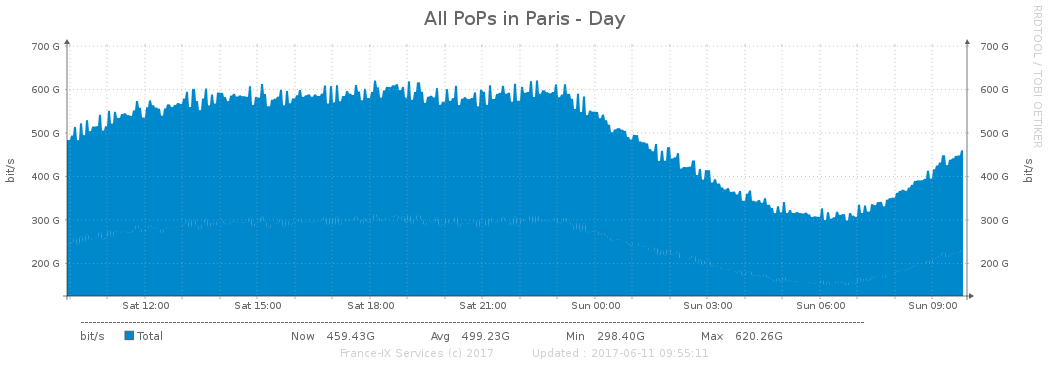 All PoPs in Paris - Day
RRDTOOL / TOBI OETIKER
700 G 700 G
600 G 600 G
500 G 500 G
400 G 400 G
300 G 300 G
200 G 200 G
bit/s bit/s
Sat 12:00 Sat 15:00 Sat 18:00 Sat 21:00 Sun 00:00 Sun 03:00 Sun 06:00 Sun 09:00
bit/s Total Now 459.43G Avg 499.23G Min 298.40G Max 620.26G
France-IX Services (c) 2017 Updated : 2017-06-11 09:55:11